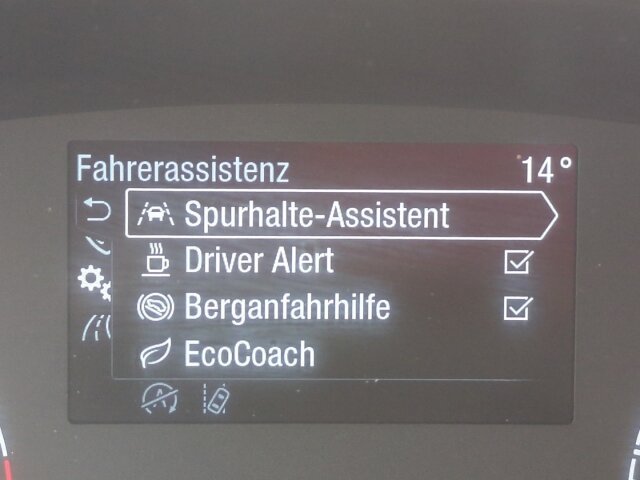 Fahrerassistenz 14°
Spurhalte-Assistent
Driver Alert
Berganfahrhilfe
EcoCoach